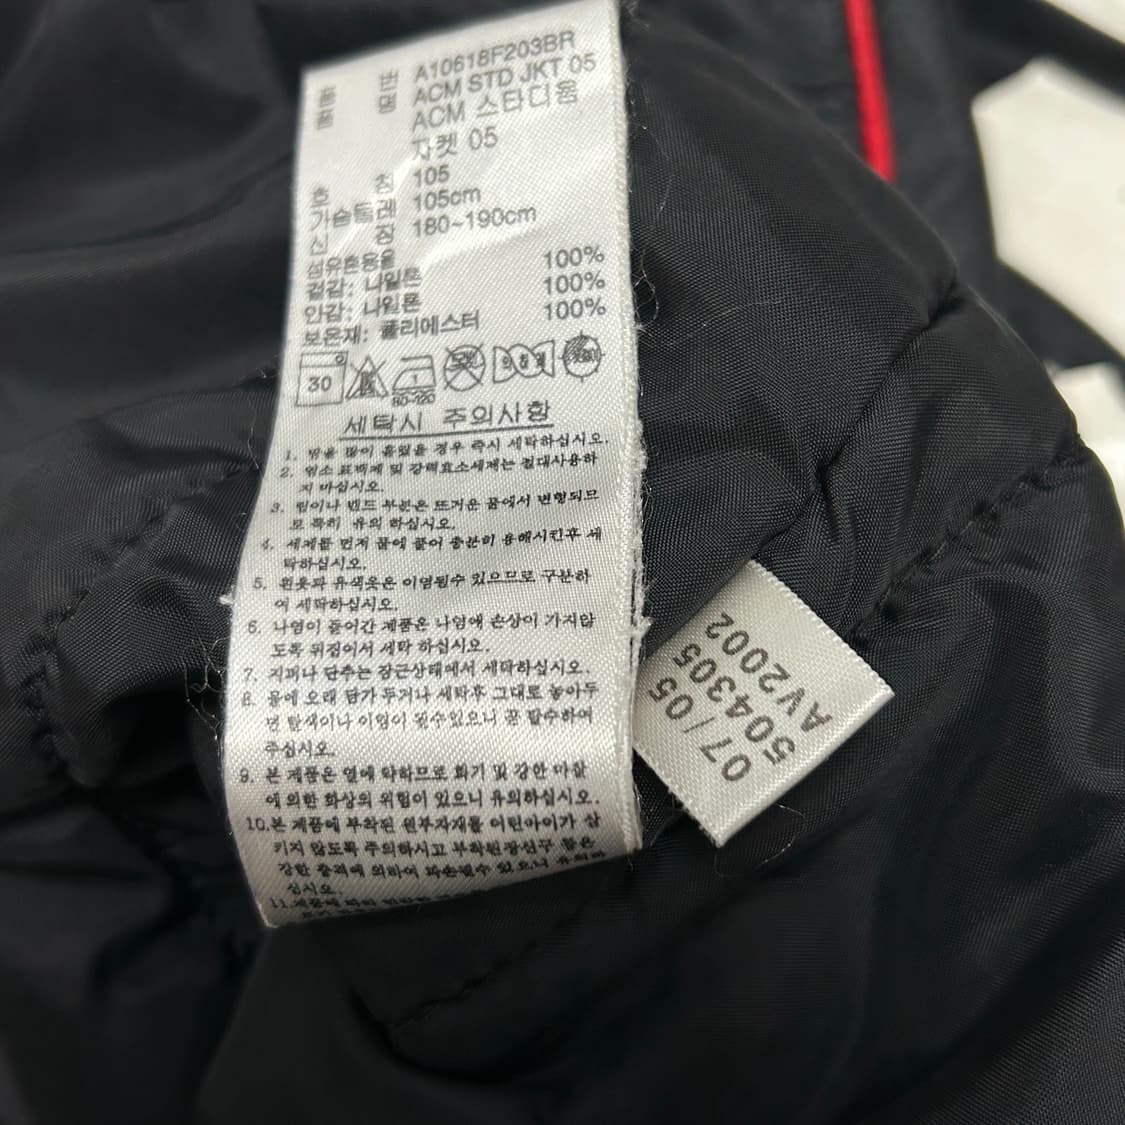 품 번 A10618F203BR
품 명 ACM STD JKT 05
ACM 스타디움
자켓 05
호 칭 105
가슴둘레 105cm
신 장 180~190cm
섬유혼용율
겉감: 나일론 100%
안감: 나일론 100%
보온재: 폴리에스터 100%
30
80-120
세탁시 주의사항
1. 땀을 많이 흘렸을 경우 즉시 세탁하십시오.
2. 염소 표백제 및 강력효소세제는 절대사용하
지 마십시오.
3. 팀이나 밴드 부분은 뜨거운 물에서 변형되므
로 특히 유의 하십시오.
4. 세제를 먼저 물에 풀어 충분히 용해시킨후 세
탁하십시오.
5. 흰옷과 유색옷은 이염될수 있으므로 구분하
여 세탁하십시오.
6. 나염이 들어간 제품은 나염에 손상이 가지않
도록 뒤집어서 세탁 하십시오.
7. 지퍼나 단추는 잠근상태에서 세탁하십시오.
8. 물에 오래 담가 두거나 세탁후 그대로 놓아두
면 탈색이나 이염이 될수있으니 곧 탈수하여
주십시오.
9. 본 제품은 열에 약하므로 화기 및 강한 마찰
에 의한 화상의 위험이 있으니 유의하십시오.
10.본 제품에 부착된 원부자재를 어린아이가 삼
키지 않도록 주의하시고 부착된장신구 등은
강한 충격에 의하여 파손될수 있으니 유의하
십시오.
11.제품에
07/05
504305
AV2002